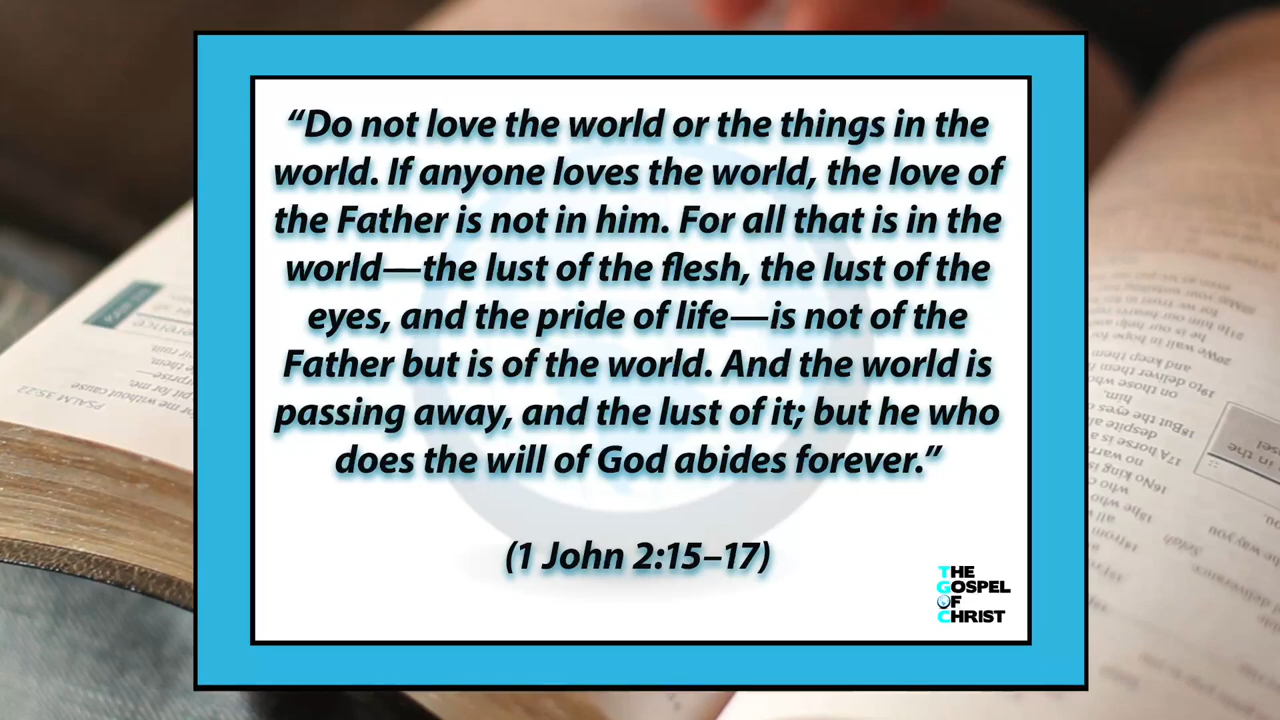 “Do not love the world or the things in the
world. If anyone loves the world, the love of
the Father is not in him. For all that is in the
world—the lust of the flesh, the lust of the
eyes, and the pride of life—is not of the
Father but is of the world. And the world is
passing away, and the lust of it; but he who
does the will of God abides forever.”
(1 John 2:15–17)
THE
GOSPEL
OF
CHRIST
PSALM 35:22